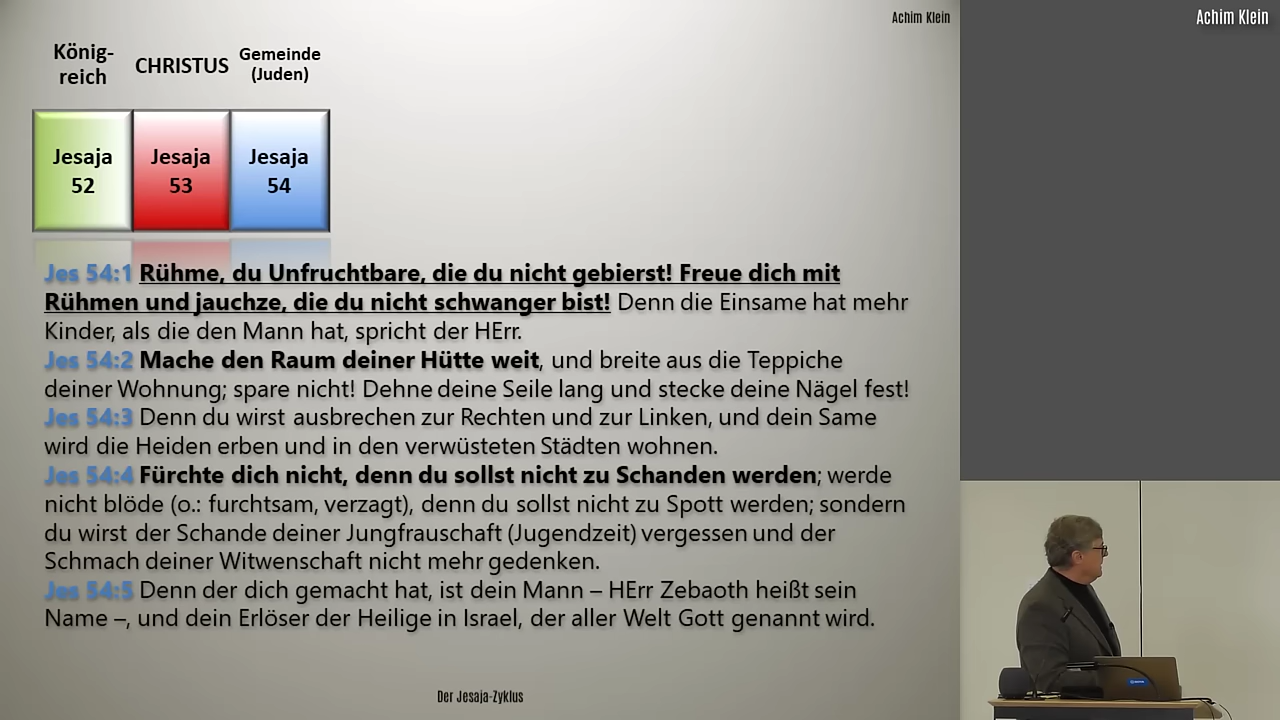 Achim Klein
Achim Klein
König-
reich
CHRISTUS
Gemeinde
(Juden)
Jesaja
52
Jesaja
53
Jesaja
54
Jes 54:1 Rühme, du Unfruchtbare, die du nicht gebierst! Freue dich mit
Rühmen und jauchze, die du nicht schwanger bist! Denn die Einsame hat mehr
Kinder, als die den Mann hat, spricht der HErr.
Jes 54:2 Mache den Raum deiner Hütte weit, und breite aus die Teppiche
deiner Wohnung; spare nicht! Dehne deine Seile lang und stecke deine Nägel fest!
Jes 54:3 Denn du wirst ausbrechen zur Rechten und zur Linken, und dein Same
wird die Heiden erben und in den verwüsteten Städten wohnen.
Jes 54:4 Fürchte dich nicht, denn du sollst nicht zu Schanden werden; werde
nicht blöde (o.: furchtsam, verzagt), denn du sollst nicht zu Spott werden; sondern
du wirst der Schande deiner Jungfrauschaft (Jugendzeit) vergessen und der
Schmach deiner Witwenschaft nicht mehr gedenken.
Jes 54:5 Denn der dich gemacht hat, ist dein Mann – HErr Zebaoth heißt sein
Name –, und dein Erlöser der Heilige in Israel, der aller Welt Gott genannt wird.
Der Jesaja-Zyklus